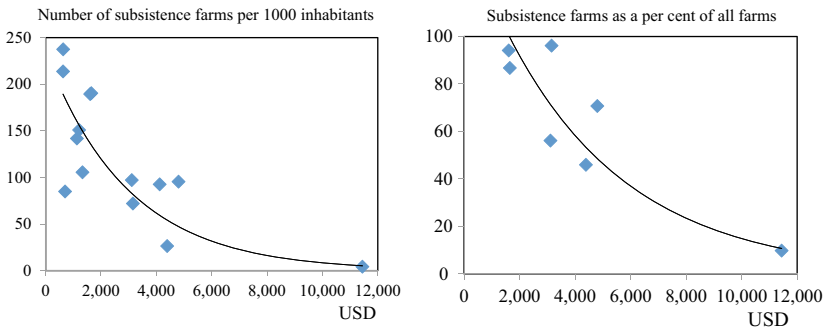 Number of subsistence farms per 1000 inhabitants
250
200
150
100
50
0
0 2,000 4,000 6,000 8,000 10,000 12,000
USD
Subsistence farms as a per cent of all farms
100
80
60
40
20
0
0 2,000 4,000 6,000 8,000 10,000 12,000
USD